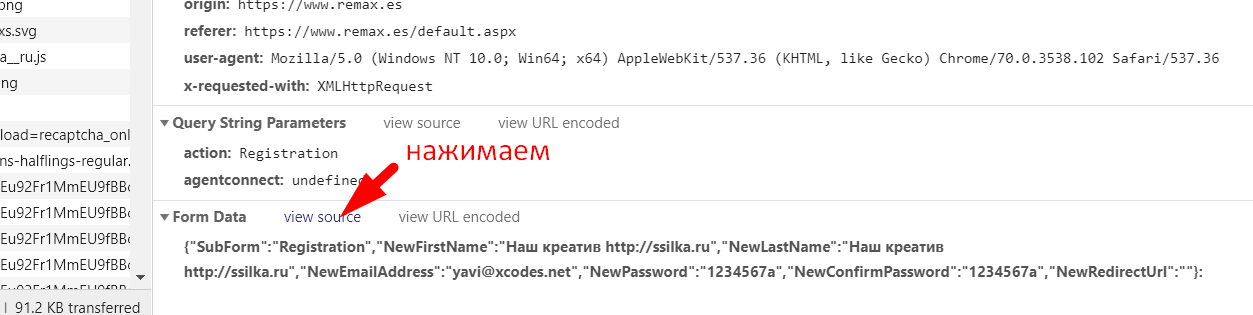 png
origin: https://www.remax.es
xs.svg
referer: https://www.remax.es/default.aspx
a__ru.js
user-agent: Mozilla/5.0 (Windows NT 10.0; Win64; x64) AppleWebKit/537.36 (KHTML, like Gecko) Chrome/70.0.3538.102 Safari/537.36
ng
x-requested-with: XMLHttpRequest
Query String Parameters view source view URL encoded
load=recaptcha_onl
action: Registration
нажимаем
ns-halflings-regular.
agentconnect: undefined
Eu92Fr1MmEU9fBBc
Eu92Fr1MmEU9fBBc
Form Data view source view URL encoded
Eu92Fr1MmEU9fBBc
{"SubForm":"Registration","NewFirstName":"Наш креатив http://ssilka.ru","NewLastName":"Наш креатив
Eu92Fr1MmEU9fBBc
http://ssilka.ru","NewEmailAddress":"yavi@xcodes.net","NewPassword":"1234567a","NewConfirmPassword":"1234567a","NewRedirectUrl":""}:
Eu92Fr1MmEU9fBBc
| 91.2 KB transferred